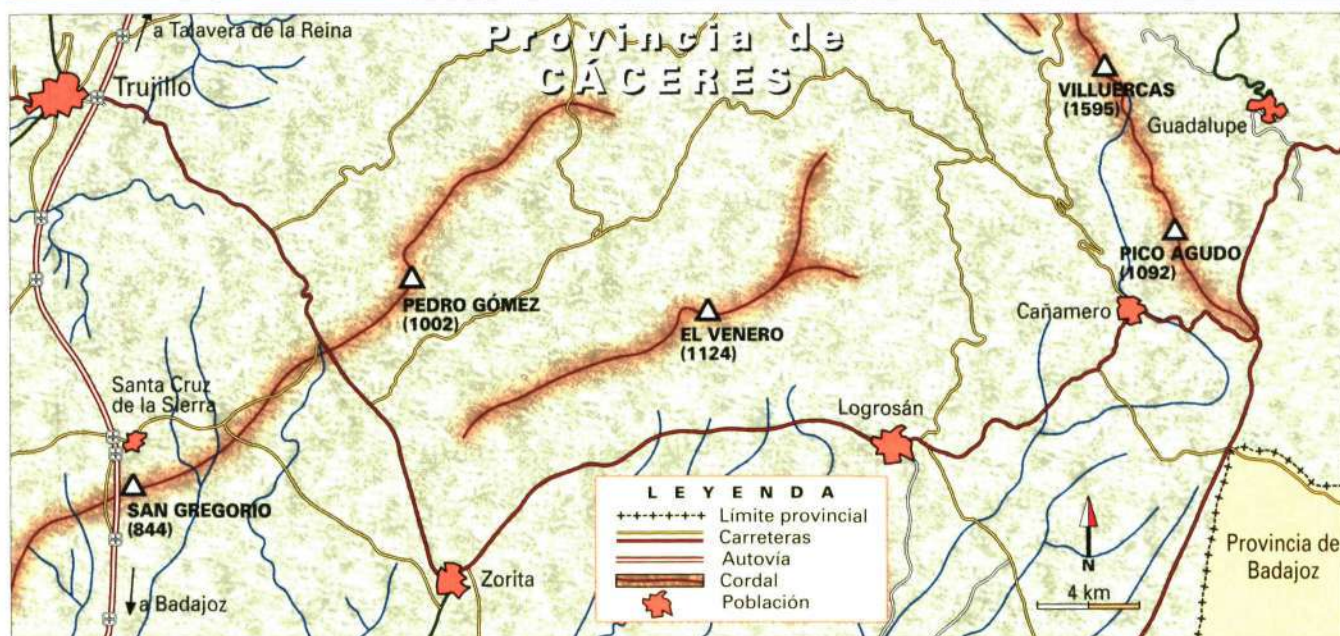 a Talavera de la Reina
Provincia de
CÁCERES
Trujillo
VILLUERCAS
(1595)
Guadalupe
PICO AGUDO
(1092)
PEDRO GÓMEZ
(1002)
EL VENERO
(1124)
Cañamero
Santa Cruz
de la Sierra
Logrosán
SAN GREGORIO
(844)
LEYENDA
Límite provincial
Carreteras
Autovía
Cordal
Población
N
4 km
Provincia de
Badajoz
Zorita
a Badajoz